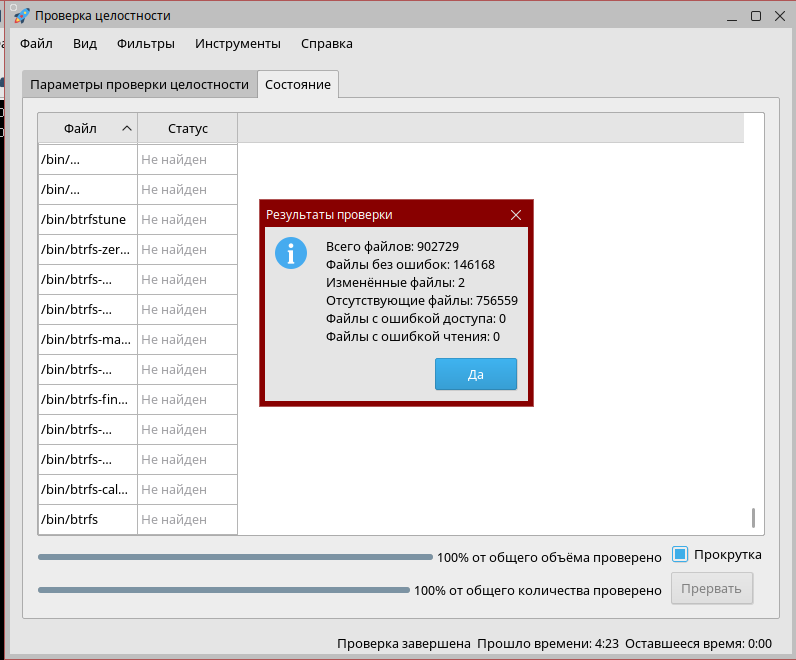 Проверка целостности
Файл Вид Фильтры Инструменты Справка
Параметры проверки целостности Состояние
Файл Статус
/bin/... Не найден
/bin/... Не найден
/bin/btrfstune Не найден
/bin/btrfs-zer... Не найден
/bin/btrfs-... Не найден
/bin/btrfs-... Не найден
/bin/btrfs-ma... Не найден
/bin/btrfs-... Не найден
/bin/btrfs-fin... Не найден
/bin/btrfs-... Не найден
/bin/btrfs-... Не найден
/bin/btrfs-cal... Не найден
/bin/btrfs Не найден
Результаты проверки
Всего файлов: 902729
Файлы без ошибок: 146168
Изменённые файлы: 2
Отсутствующие файлы: 756559
Файлы с ошибкой доступа: 0
Файлы с ошибкой чтения: 0
Да
100% от общего объёма проверено Прокрутка
100% от общего количества проверено Прервать
Проверка завершена Прошло времени: 4:23 Оставшееся время: 0:00